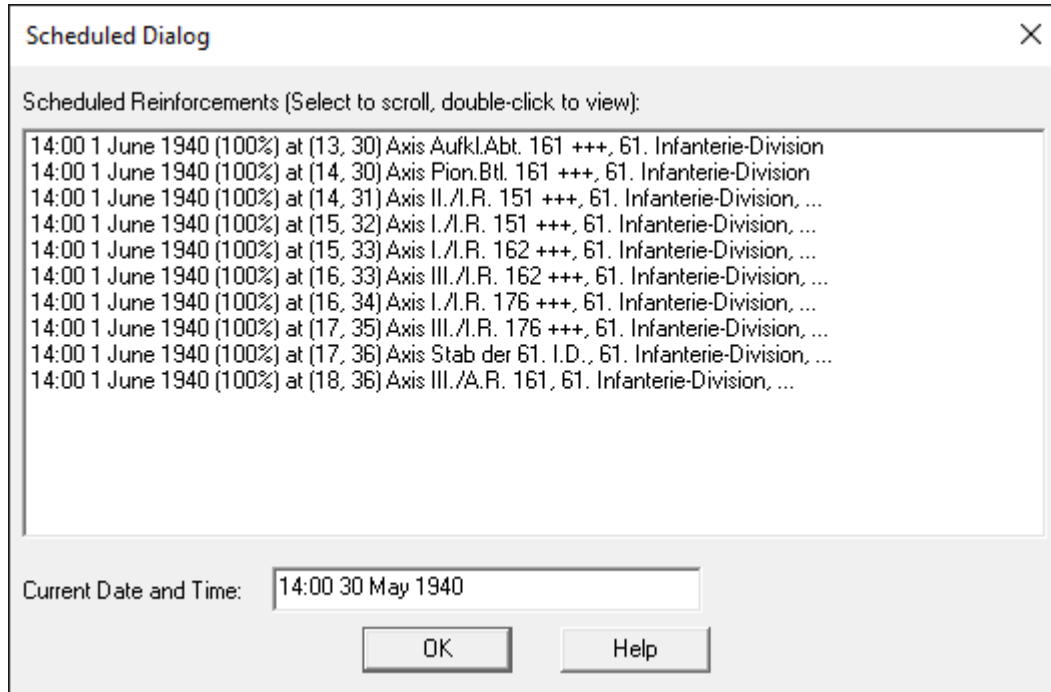 Scheduled Dialog
Scheduled Reinforcements (Select to scroll, double-click to view):
14:00 1 June 1940 (100%) at (13, 30) Axis Aufkl.Abt. 161 +++, 61. Infanterie-Division
14:00 1 June 1940 (100%) at (14, 30) Axis Pion.Btl. 161 +++, 61. Infanterie-Division
14:00 1 June 1940 (100%) at (14, 31) Axis II./I.R. 151 +++, 61. Infanterie-Division, ...
14:00 1 June 1940 (100%) at (15, 32) Axis I./I.R. 151 +++, 61. Infanterie-Division, ...
14:00 1 June 1940 (100%) at (15, 33) Axis I./I.R. 162 +++, 61. Infanterie-Division, ...
14:00 1 June 1940 (100%) at (16, 33) Axis III./I.R. 162 +++, 61. Infanterie-Division, ...
14:00 1 June 1940 (100%) at (16, 34) Axis I./I.R. 176 +++, 61. Infanterie-Division, ...
14:00 1 June 1940 (100%) at (17, 35) Axis III./I.R. 176 +++, 61. Infanterie-Division, ...
14:00 1 June 1940 (100%) at (17, 36) Axis Stab der 61. I.D., 61. Infanterie-Division, ...
14:00 1 June 1940 (100%) at (18, 36) Axis III./A.R. 161, 61. Infanterie-Division, ...
Current Date and Time: 14:00 30 May 1940
OK Help